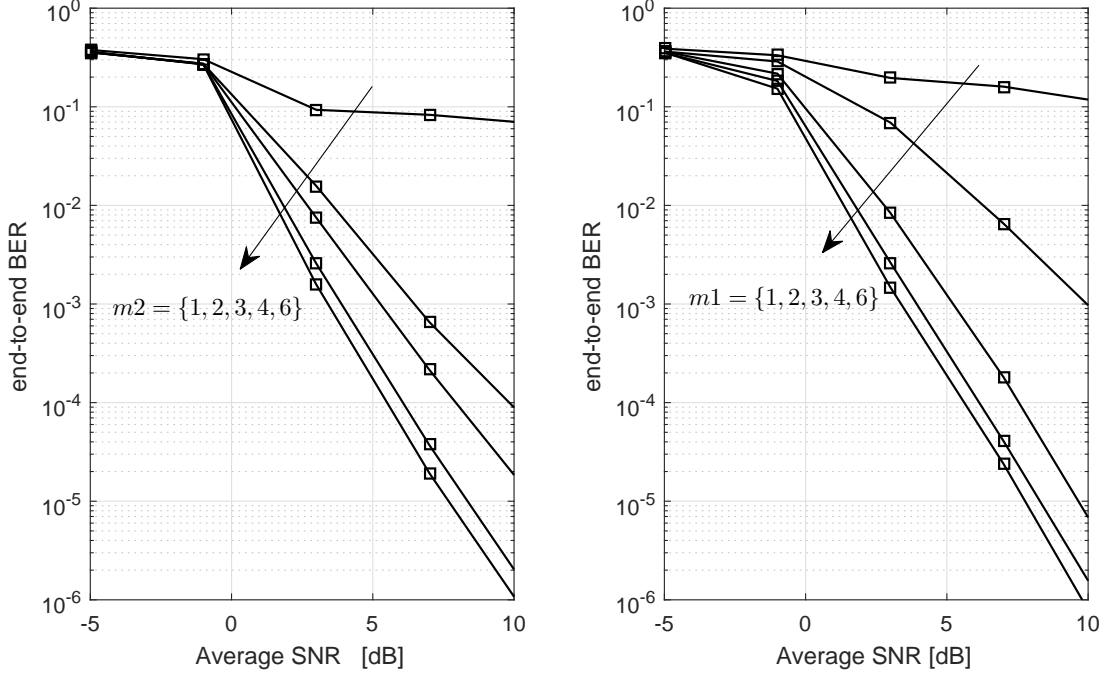 10^0
10^-1
10^-2
10^-3
10^-4
10^-5
10^-6
end-to-end BER
m2 = {1, 2, 3, 4, 6}
-5 0 5 10
Average SNR [dB]
10^0
10^-1
10^-2
10^-3
10^-4
10^-5
10^-6
end-to-end BER
m1 = {1, 2, 3, 4, 6}
-5 0 5 10
Average SNR [dB]